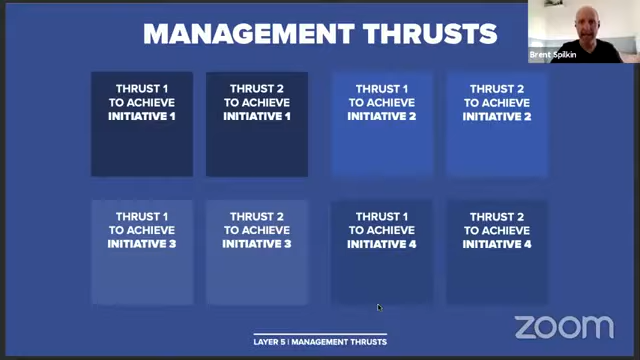 MANAGEMENT THRUSTS
Brent Spilkin
THRUST 1
TO ACHIEVE
INITIATIVE 1
THRUST 2
TO ACHIEVE
INITIATIVE 1
THRUST 1
TO ACHIEVE
INITIATIVE 2
THRUST 2
TO ACHIEVE
INITIATIVE 2
THRUST 1
TO ACHIEVE
INITIATIVE 3
THRUST 2
TO ACHIEVE
INITIATIVE 3
THRUST 1
TO ACHIEVE
INITIATIVE 4
THRUST 2
TO ACHIEVE
INITIATIVE 4
LAYER 5 | MANAGEMENT THRUSTS
zoom